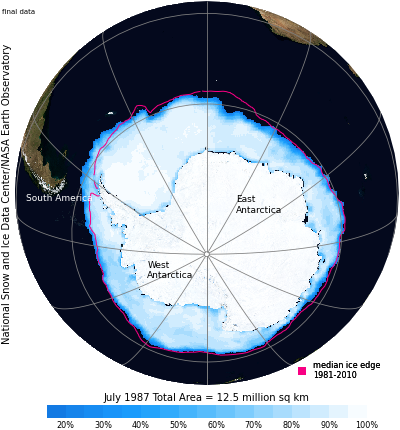 final data
National Snow and Ice Data Center/NASA Earth Observatory
South America
East
Antarctica
West
Antarctica
median ice edge
1981-2010
July 1987 Total Area = 12.5 million sq km
20% 30% 40% 50% 60% 70% 80% 90% 100%